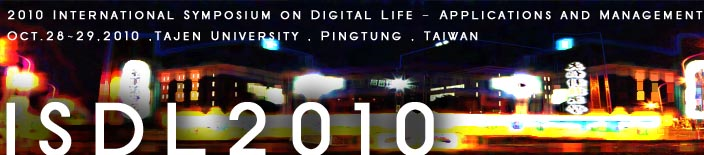 2010 International Symposium on Digital Life – Applications and Management
Oct.28~29,2010 ,Tajen University , Pingtung , Taiwan
ISDL2010